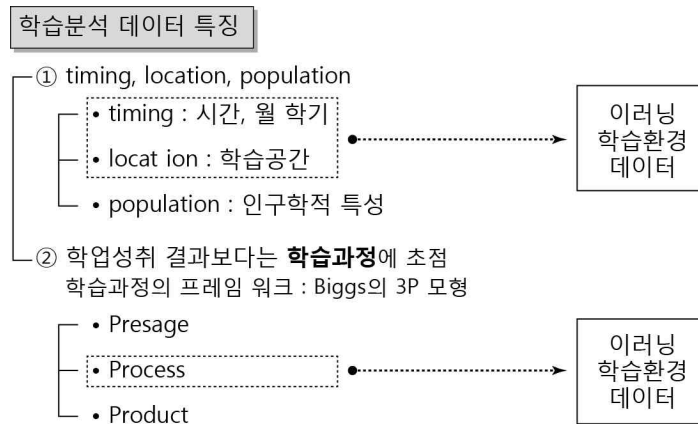 학습분석 데이터 특징
① timing, location, population
• timing : 시간, 월 학기
• locat ion : 학습공간
• population : 인구학적 특성
이러닝
학습환경
데이터
② 학업성취 결과보다는 학습과정에 초점
학습과정의 프레임 워크 : Biggs의 3P 모형
• Presage
• Process
• Product
이러닝
학습환경
데이터